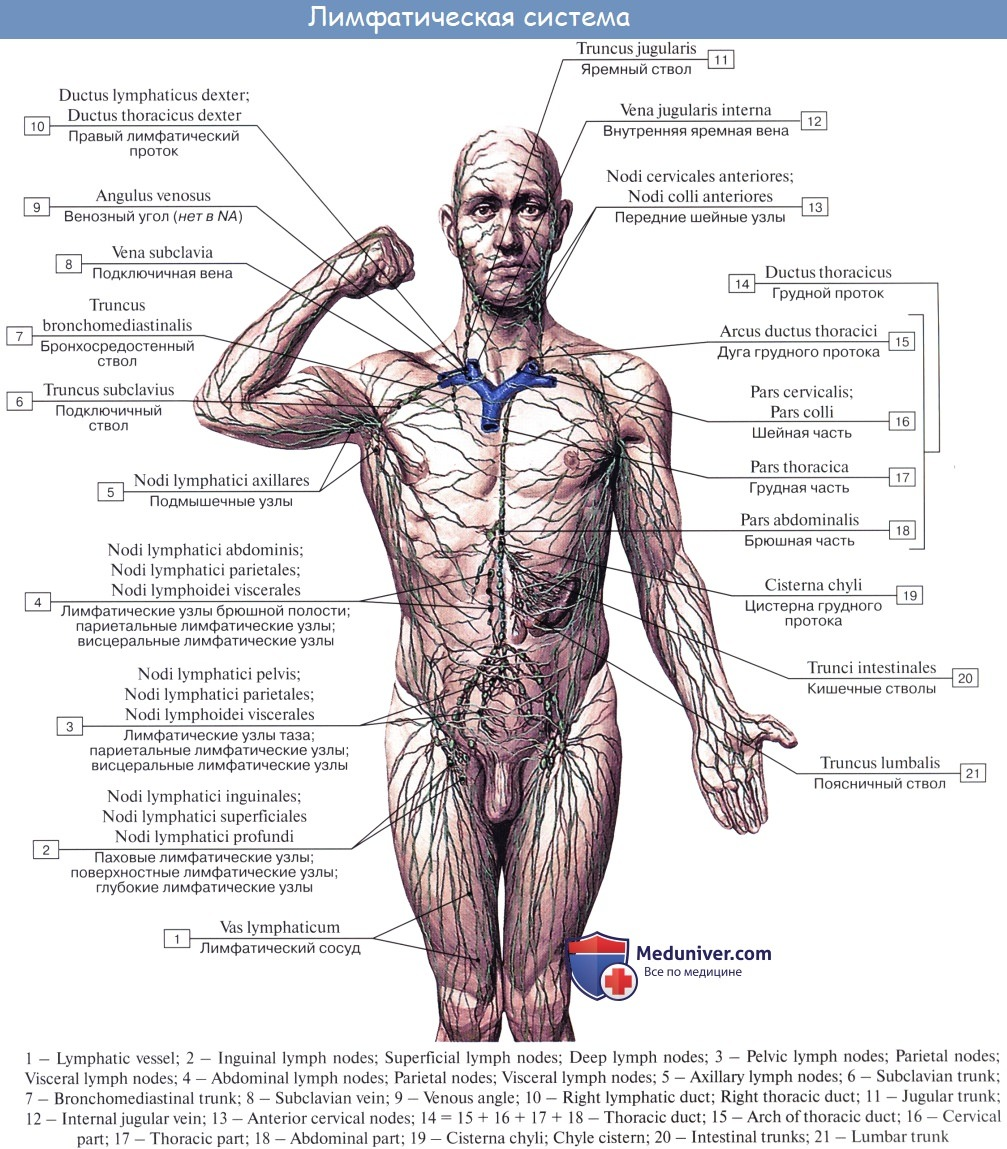 Лимфатическая система
Truncus jugularis
Яремный ствол
11
Ductus lymphaticus dexter;
Ductus thoracicus dexter
Правый лимфатический
проток
10
Vena jugularis interna
Внутренняя яремная вена
12
Angulus venosus
Венозный угол (нет в NA)
9
Nodi cervicales anteriores;
Nodi colli anteriores
Передние шейные узлы
13
Vena subclavia
Подключичная вена
8
Ductus thoracicus
Грудной проток
14
Truncus
bronchomediastinalis
Бронхосредостенный
ствол
7
Arcus ductus thoracici
Дуга грудного протока
15
Truncus subclavius
Подключичный
ствол
6
Pars cervicalis;
Pars colli
Шейная часть
16
Nodi lymphatici axillares
Подмышечные узлы
5
Pars thoracica
Грудная часть
17
Pars abdominalis
Брюшная часть
18
Nodi lymphatici abdominis;
Nodi lymphatici parietales;
Nodi lymphoidei viscerales
Лимфатические узлы брюшной полости;
париетальные лимфатические узлы;
висцеральные лимфатические узлы
4
Cisterna chyli
Цистерна грудного
протока
19
Nodi lymphatici pelvis;
Nodi lymphatici parietales;
Nodi lymphoidei viscerales
Лимфатические узлы таза;
париетальные лимфатические узлы;
висцеральные лимфатические узлы
3
Trunci intestinales
Кишечные стволы
20
Truncus lumbalis
Поясничный ствол
21
Nodi lymphatici inguinales;
Nodi lymphatici superficiales
Nodi lymphatici profundi
Паховые лимфатические узлы;
поверхностные лимфатические узлы;
глубокие лимфатические узлы
2
Vas lymphaticum
Лимфатический сосуд
1
Meduniver.com
Все по медицине
1 – Lymphatic vessel; 2 – Inguinal lymph nodes; Superficial lymph nodes; Deep lymph nodes; 3 – Pelvic lymph nodes; Parietal nodes;
Visceral lymph nodes; 4 – Abdominal lymph nodes; Parietal nodes; Visceral lymph nodes; 5 – Axillary lymph nodes; 6 – Subclavian trunk;
7 – Bronchomediastinal trunk; 8 – Subclavian vein; 9 – Venous angle; 10 – Right lymphatic duct; Right thoracic duct; 11 – Jugular trunk;
12 – Internal jugular vein; 13 – Anterior cervical nodes; 14 = 15 + 16 + 17 + 18 – Thoracic duct; 15 – Arch of thoracic duct; 16 – Cervical
part; 17 – Thoracic part; 18 – Abdominal part; 19 – Cisterna chyli; Chyle cistern; 20 – Intestinal trunks; 21 – Lumbar trunk